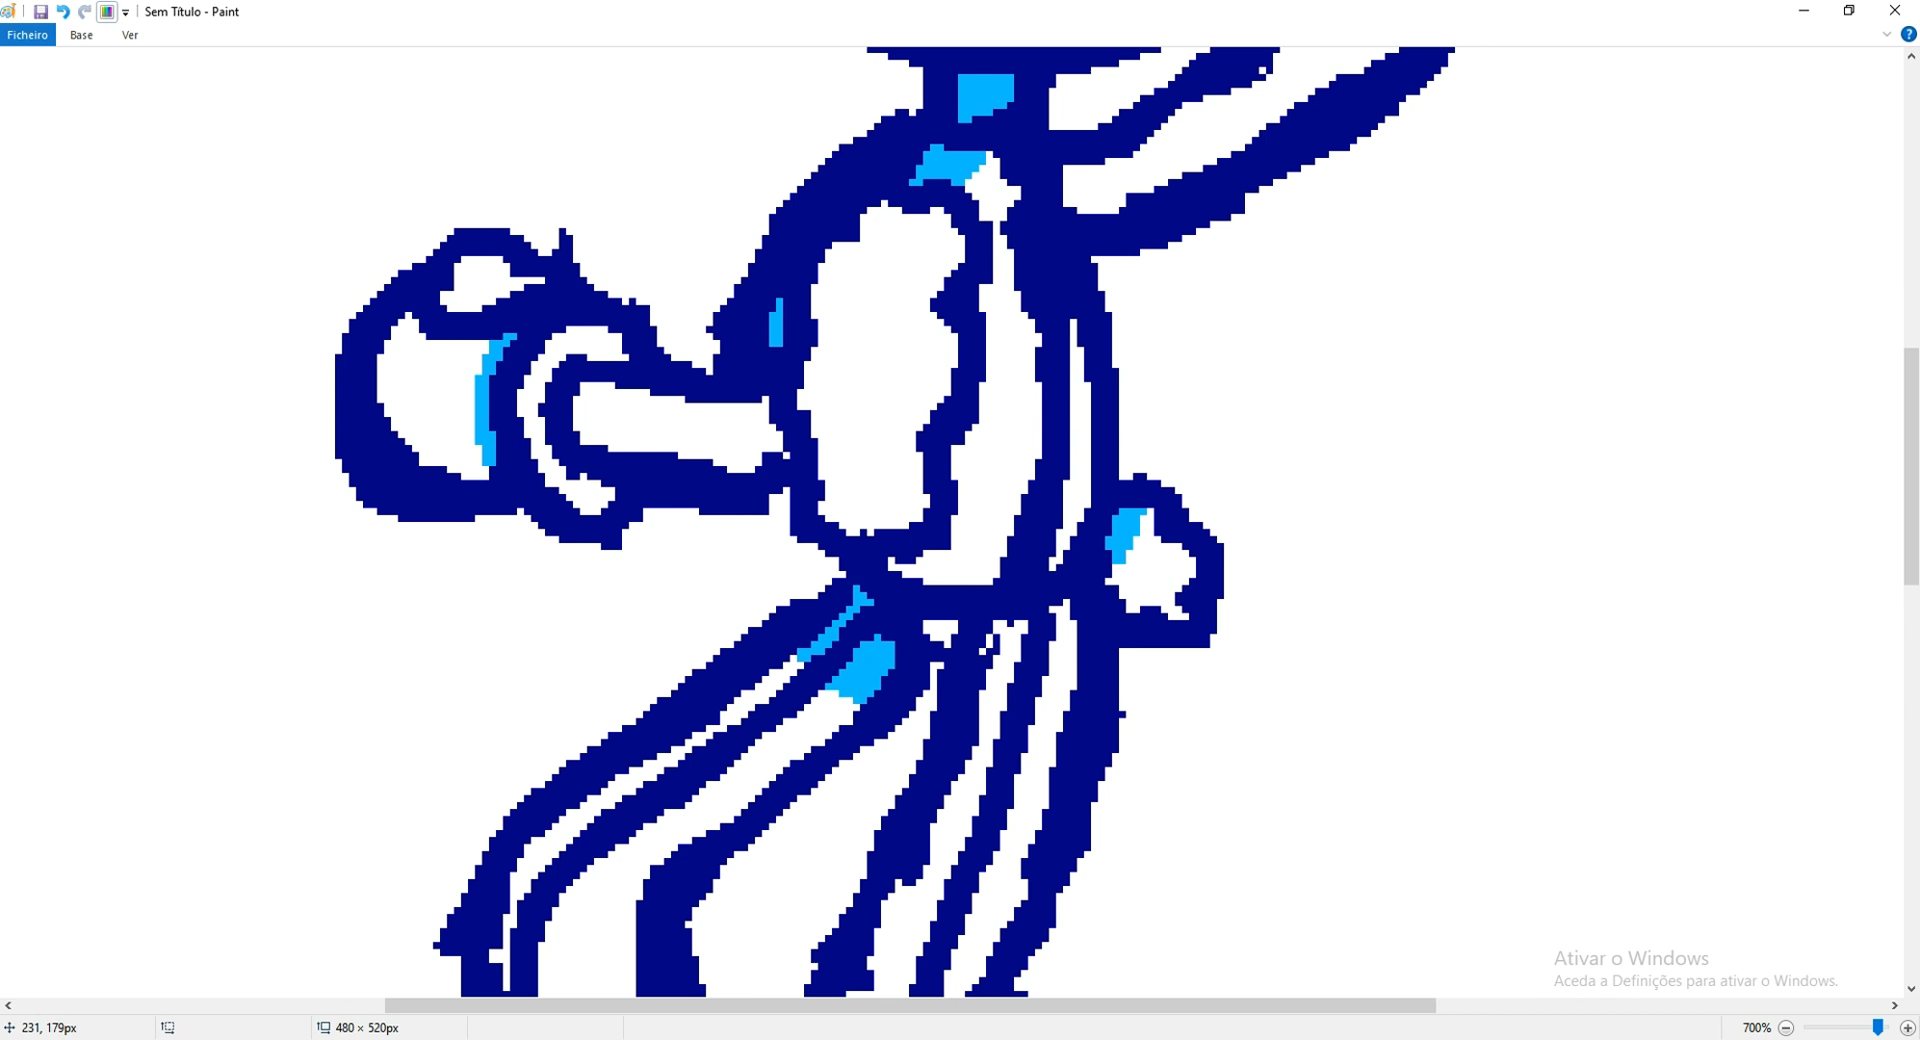 Sem Título - Paint
Ficheiro Base Ver
Ativar o Windows
Aceda a Definições para ativar o Windows.
231, 179px 480 × 520px 700%